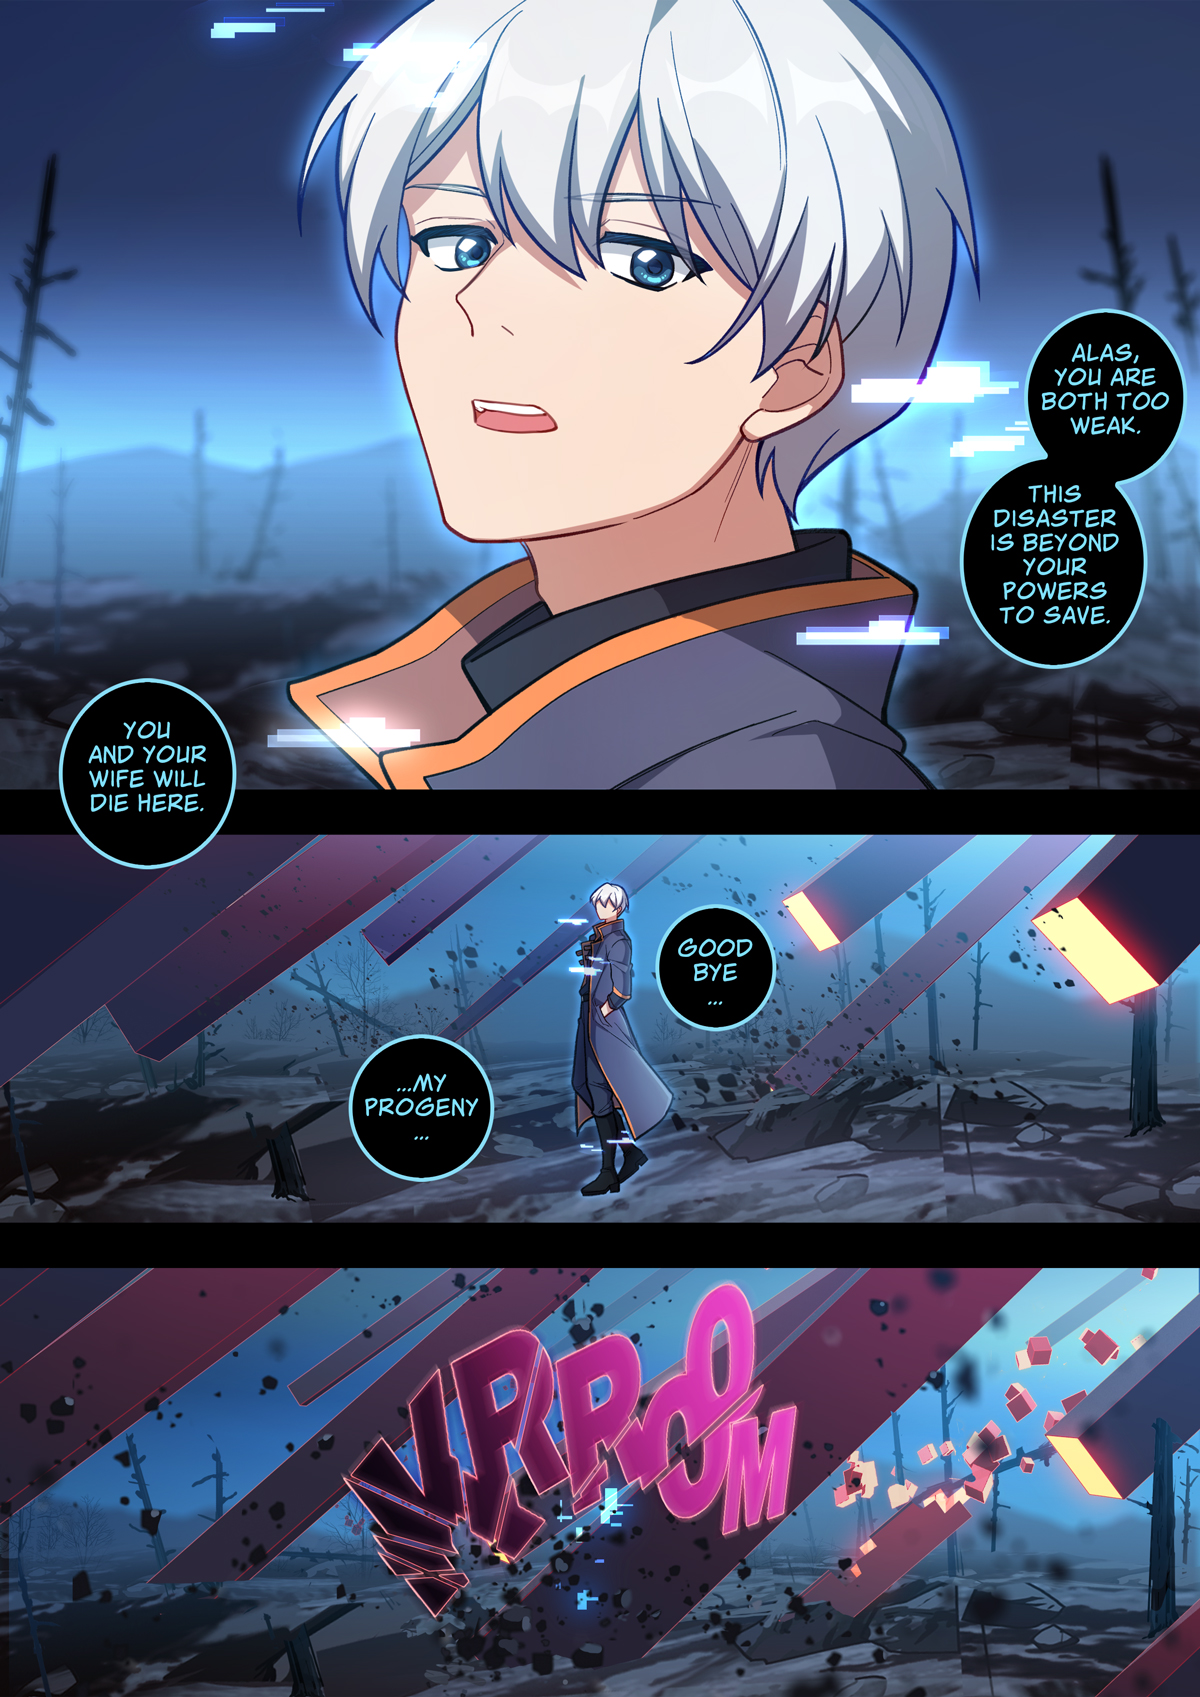 ALAS,
YOU ARE
BOTH TOO
WEAK.
THIS
DISASTER
IS BEYOND
YOUR
POWERS
TO SAVE.
YOU
AND YOUR
WIFE WILL
DIE HERE.
GOOD
BYE
...
...MY
PROGENY
...
VRROOM